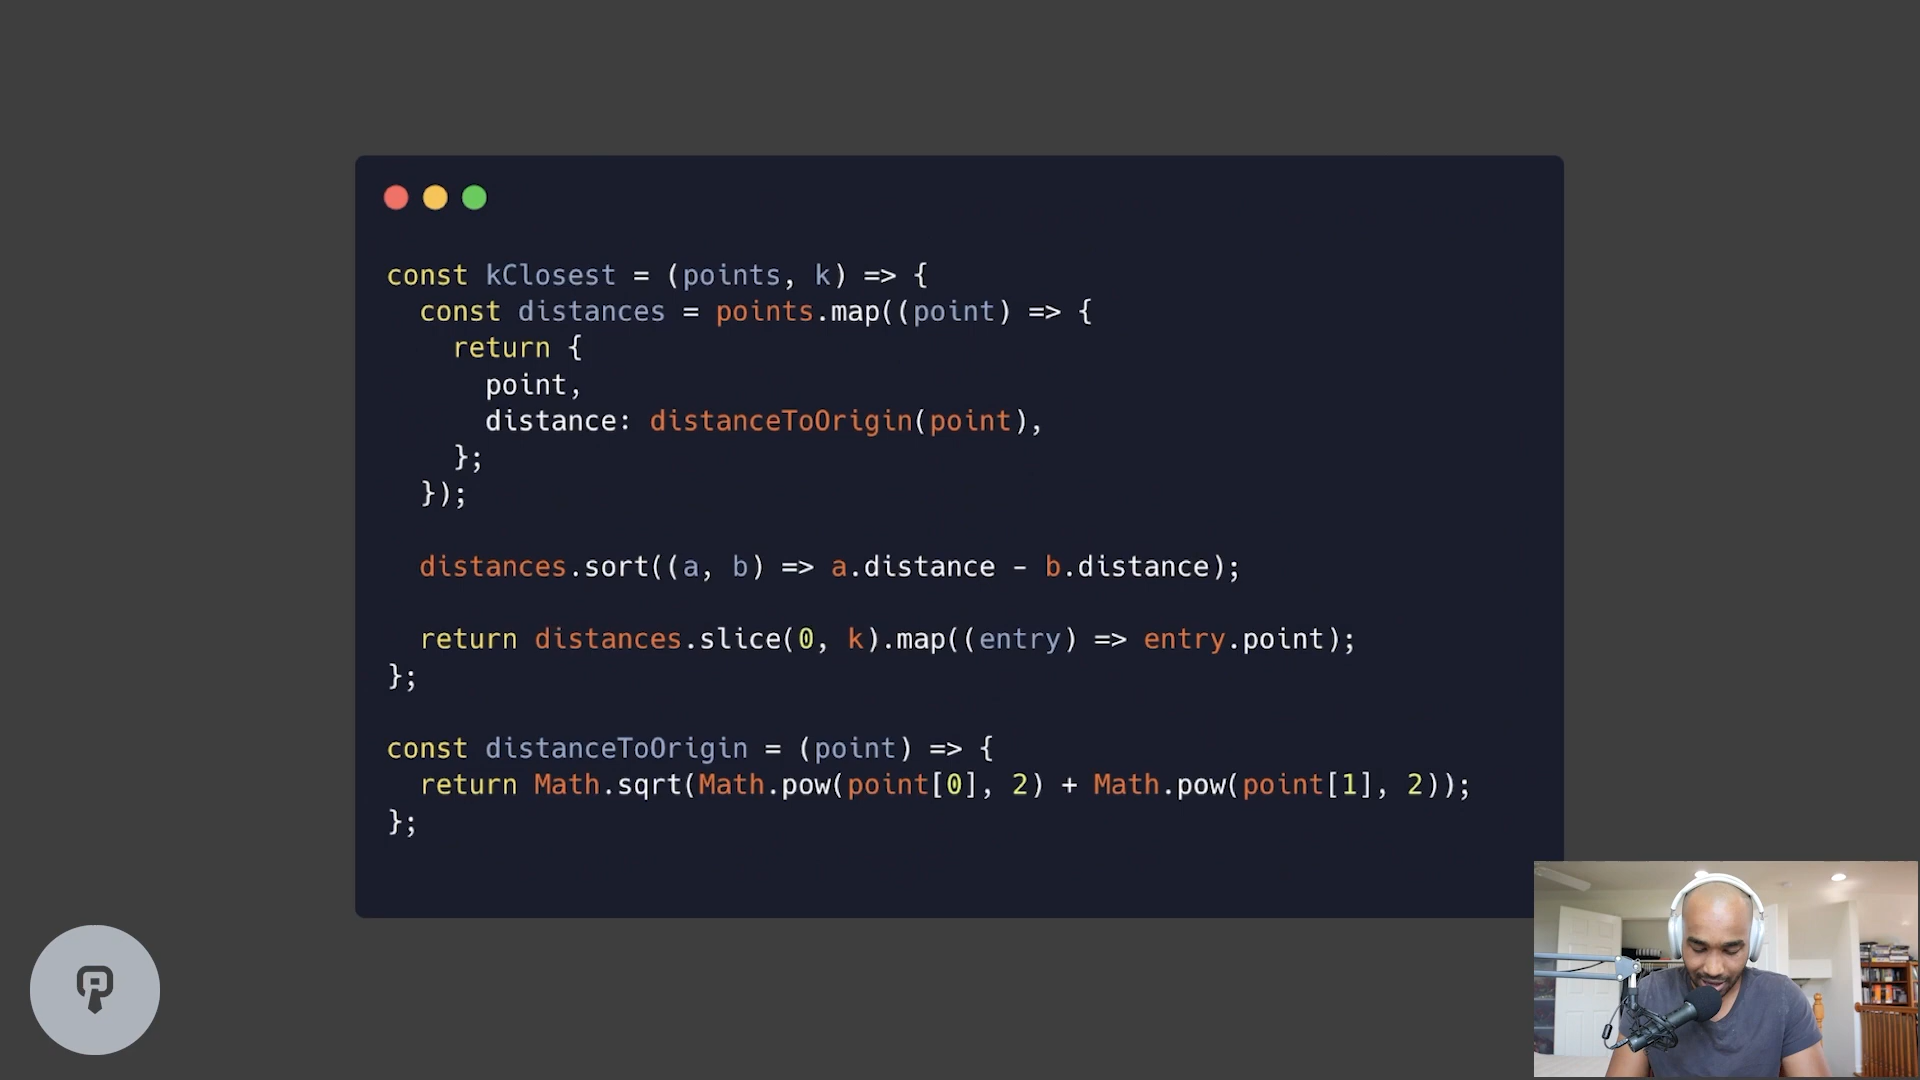 const kClosest = (points, k) => {
  const distances = points.map((point) => {
    return {
      point,
      distance: distanceToOrigin(point),
    };
  });

  distances.sort((a, b) => a.distance - b.distance);

  return distances.slice(0, k).map((entry) => entry.point);
};

const distanceToOrigin = (point) => {
  return Math.sqrt(Math.pow(point[0], 2) + Math.pow(point[1], 2));
};